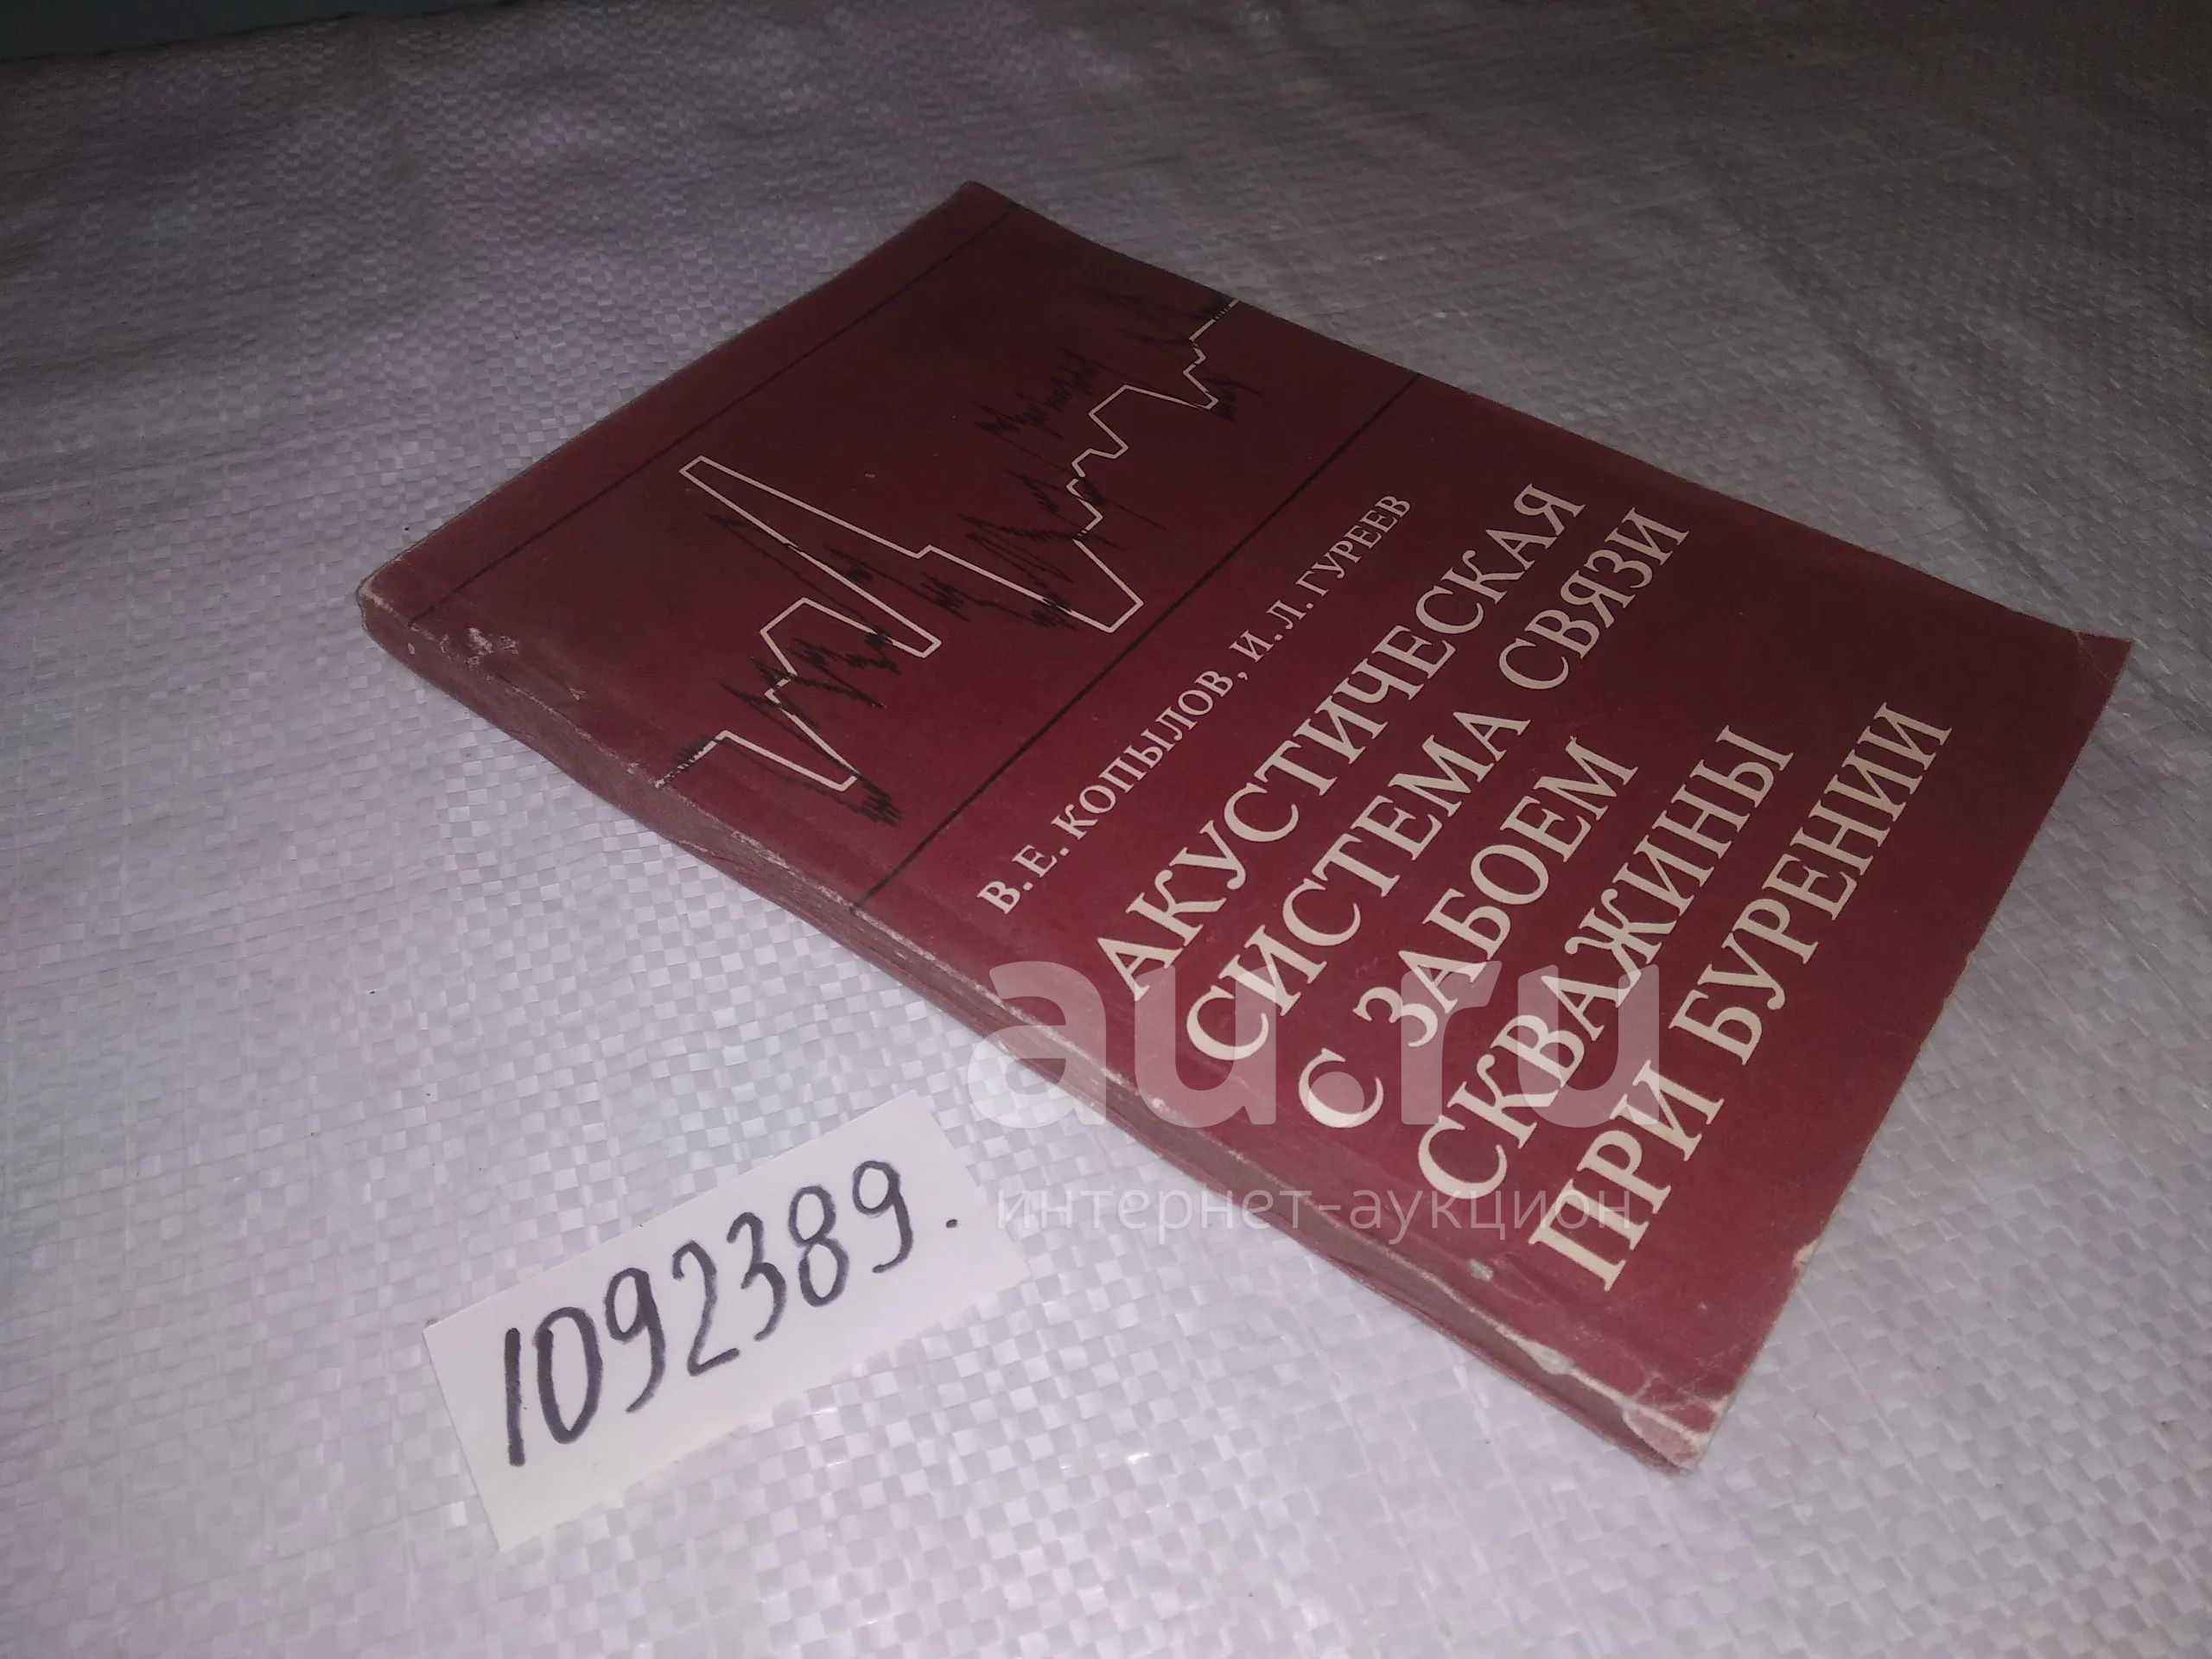 В. Е. КОПЫЛОВ, И. Л. ГУРЕЕВ
АКУСТИЧЕСКАЯ
СИСТЕМА СВЯЗИ
С ЗАБОЕМ
СКВАЖИНЫ
ПРИ БУРЕНИИ
au.ru
интернет-аукцион
1092389.